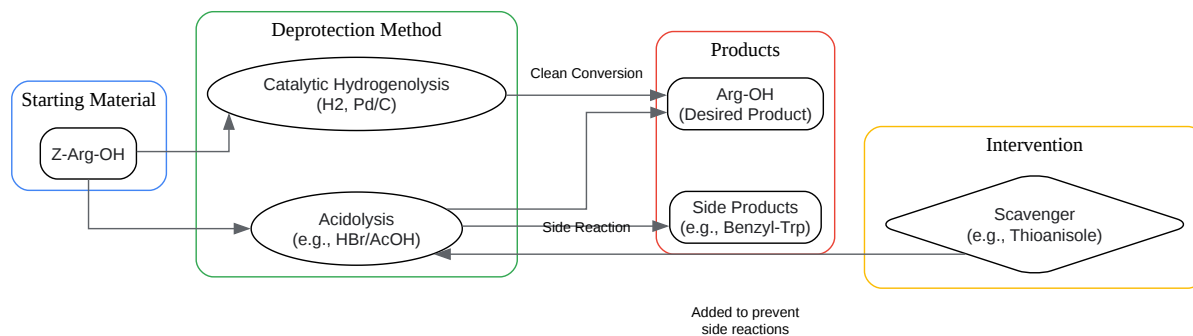 Starting Material
Z-Arg-OH
Deprotection Method
Catalytic Hydrogenolysis
(H2, Pd/C)
Acidolysis
(e.g., HBr/AcOH)
Clean Conversion
Side Reaction
Products
Arg-OH
(Desired Product)
Side Products
(e.g., Benzyl-Trp)
Intervention
Scavenger
(e.g., Thioanisole)
Added to prevent
side reactions